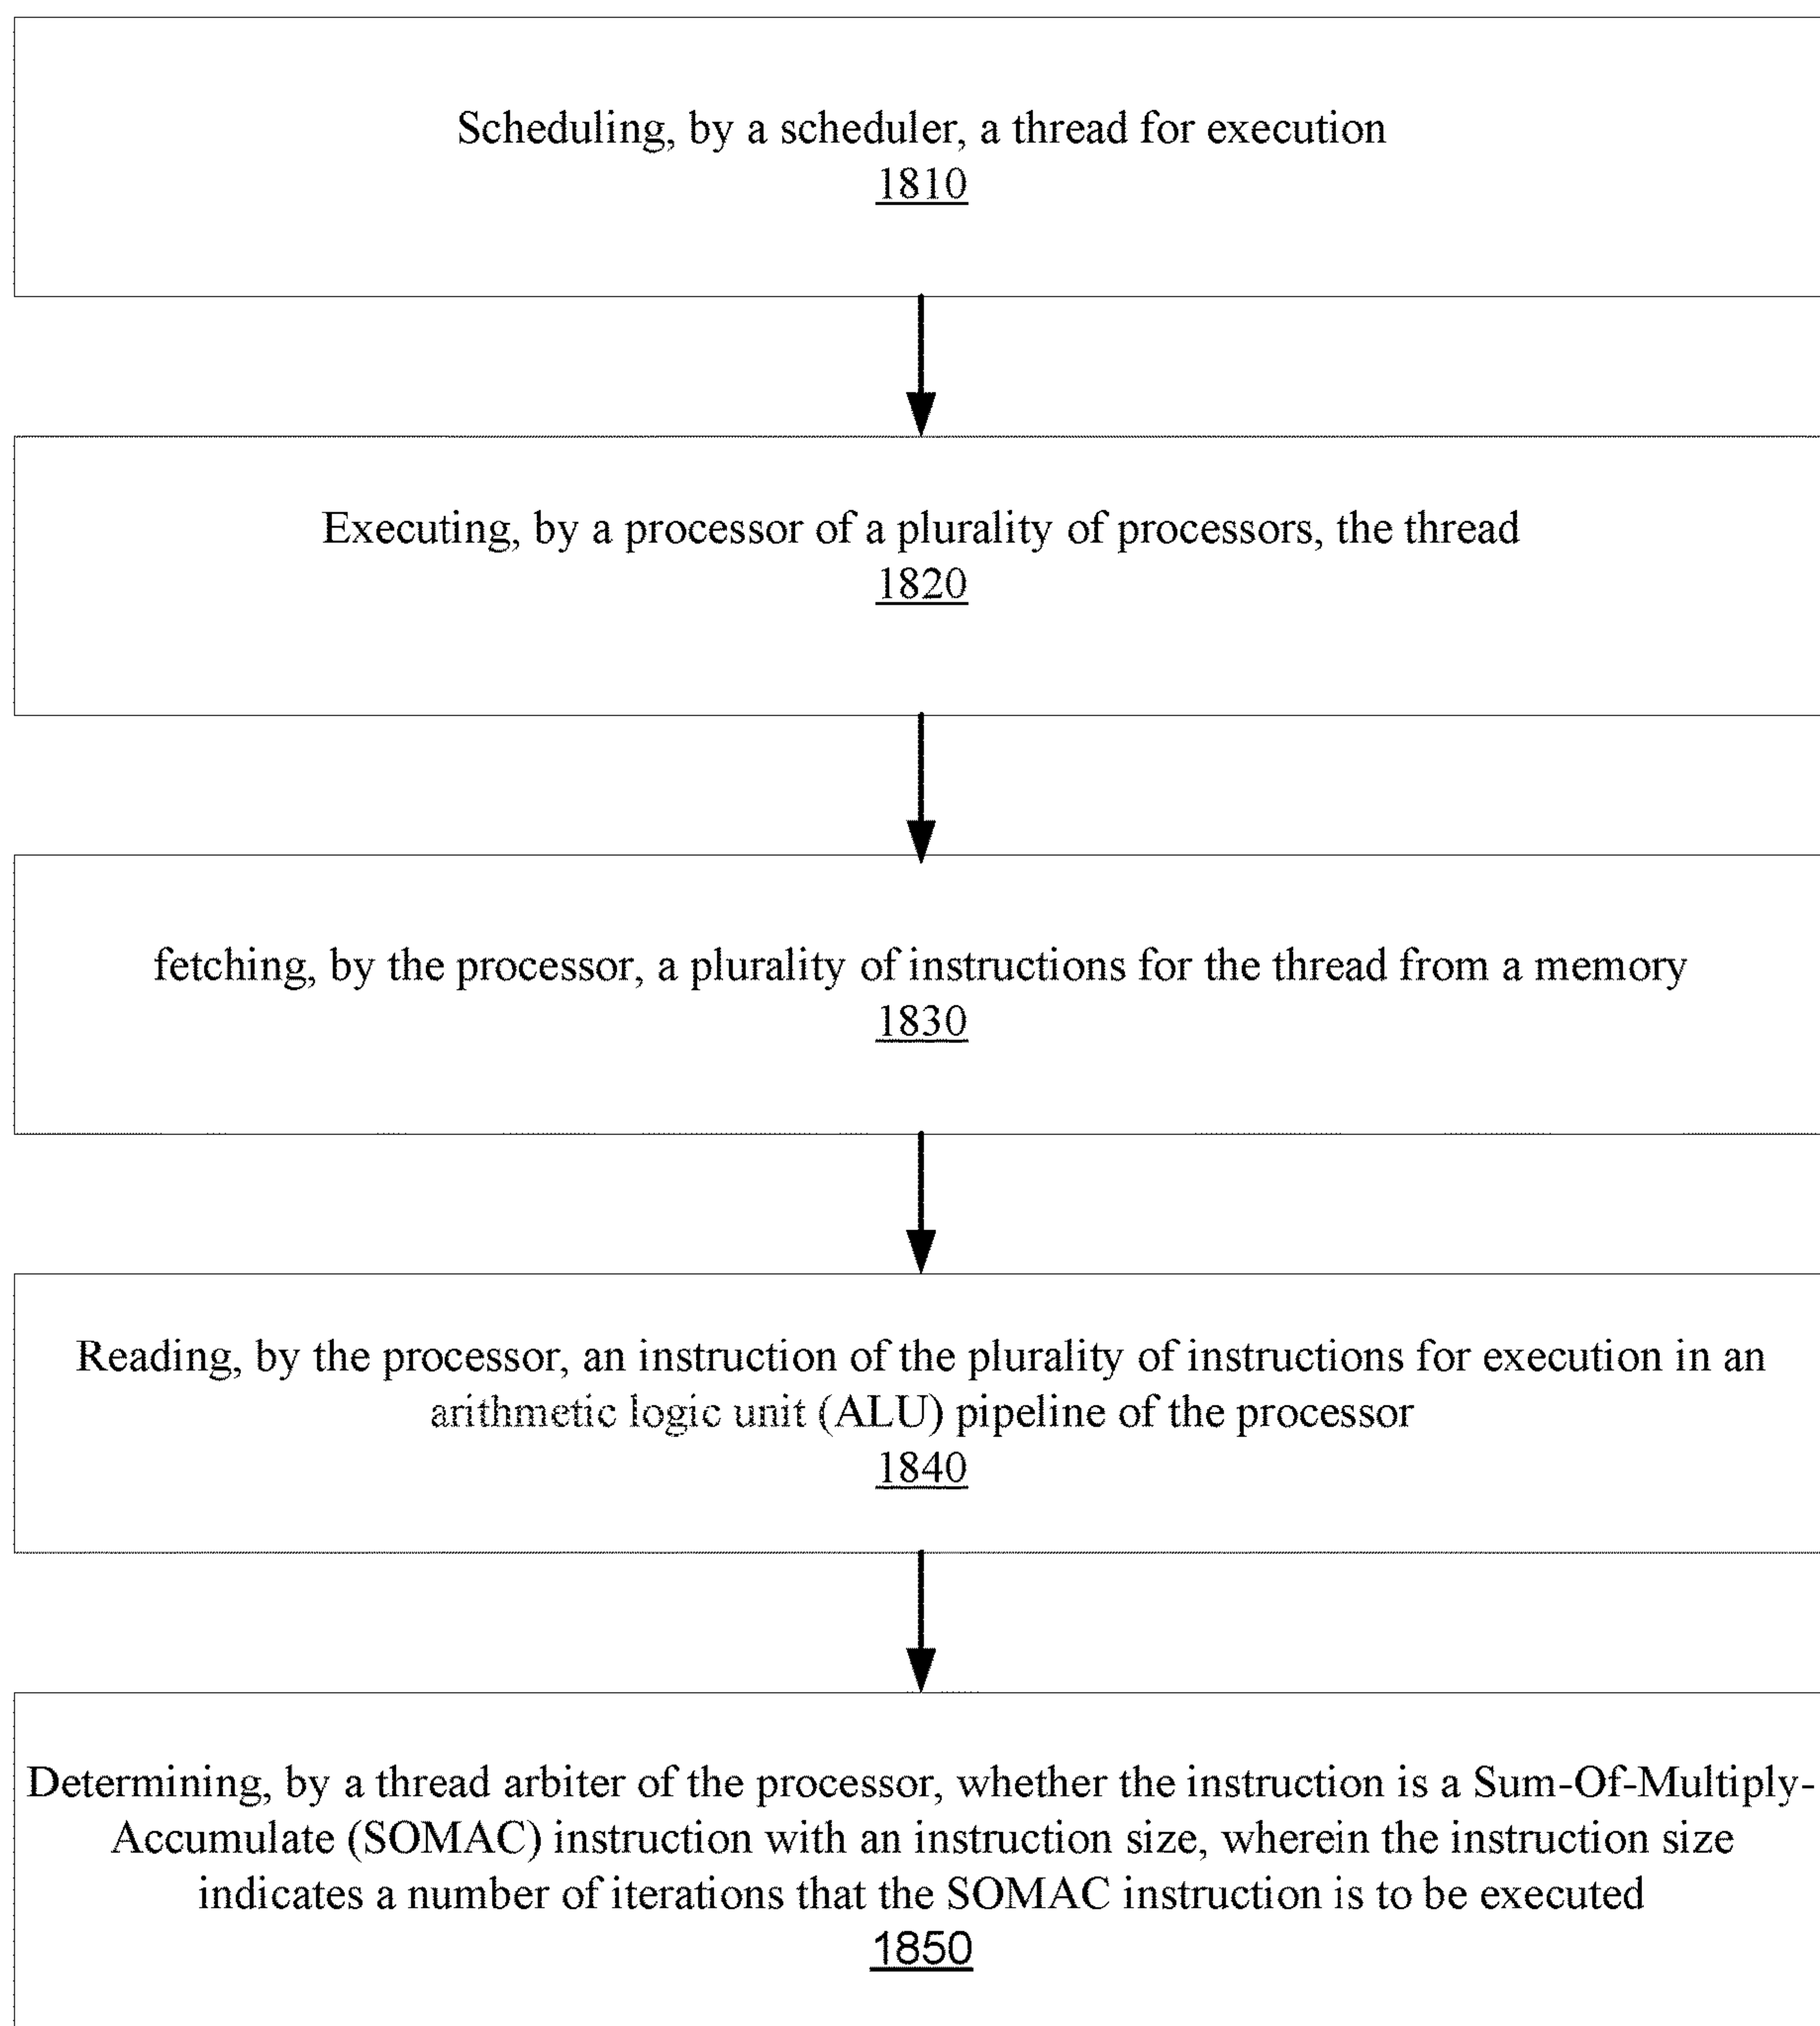 Scheduling, by a scheduler, a thread for execution
1810
Executing, by a processor of a plurality of processors, the thread
1820
fetching, by the processor, a plurality of instructions for the thread from a memory
1830
Reading, by the processor, an instruction of the plurality of instructions for execution in an
arithmetic logic unit (ALU) pipeline of the processor
1840
Determining, by a thread arbiter of the processor, whether the instruction is a Sum-Of-Multiply-
Accumulate (SOMAC) instruction with an instruction size, wherein the instruction size
indicates a number of iterations that the SOMAC instruction is to be executed
1850